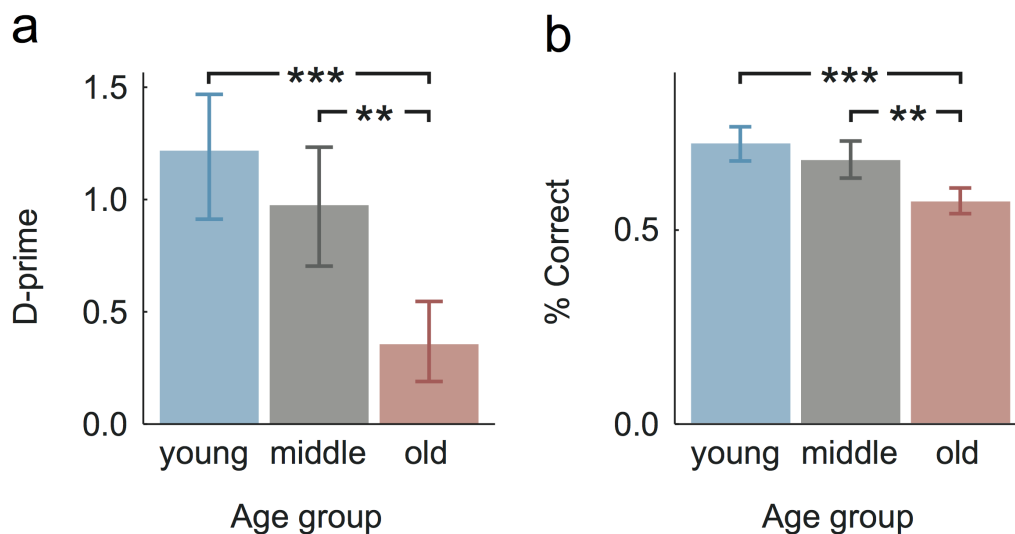 a
***
**
1.5
1.0
0.5
0.0
D-prime
young middle old
Age group
b
***
**
0.5
0.0
% Correct
young middle old
Age group